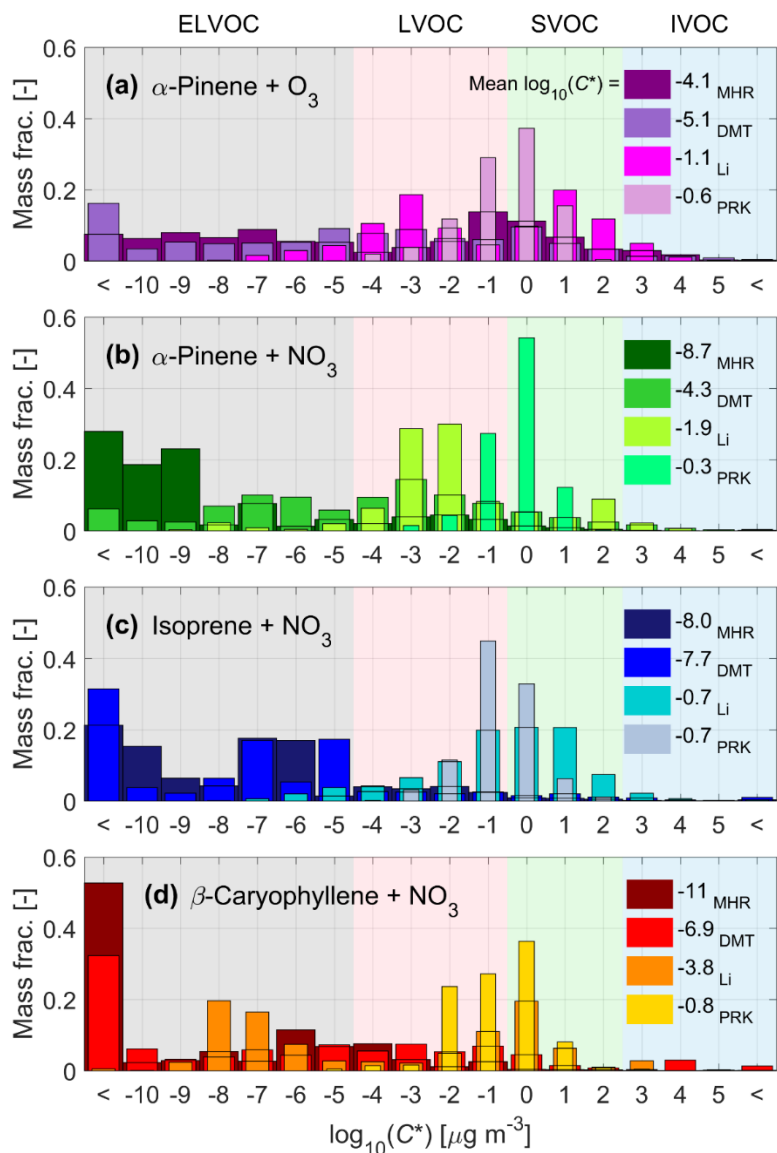 ELVOC LVOC SVOC IVOC
0.6
0.4
0.2
0
Mass frac. [-]
(a) α-Pinene + O3
Mean log10(C*) =
-4.1 MHR
-5.1 DMT
-1.1 Li
-0.6 PRK
< -10 -9 -8 -7 -6 -5 -4 -3 -2 -1 0 1 2 3 4 5 <
0.6
0.4
0.2
0
Mass frac. [-]
(b) α-Pinene + NO3
-8.7 MHR
-4.3 DMT
-1.9 Li
-0.3 PRK
< -10 -9 -8 -7 -6 -5 -4 -3 -2 -1 0 1 2 3 4 5 <
0.6
0.4
0.2
0
Mass frac. [-]
(c) Isoprene + NO3
-8.0 MHR
-7.7 DMT
-0.7 Li
-0.7 PRK
< -10 -9 -8 -7 -6 -5 -4 -3 -2 -1 0 1 2 3 4 5 <
0.6
0.4
0.2
0
Mass frac. [-]
(d) β-Caryophyllene + NO3
-11 MHR
-6.9 DMT
-3.8 Li
-0.8 PRK
< -10 -9 -8 -7 -6 -5 -4 -3 -2 -1 0 1 2 3 4 5 <
log10(C*) [μg m-3]